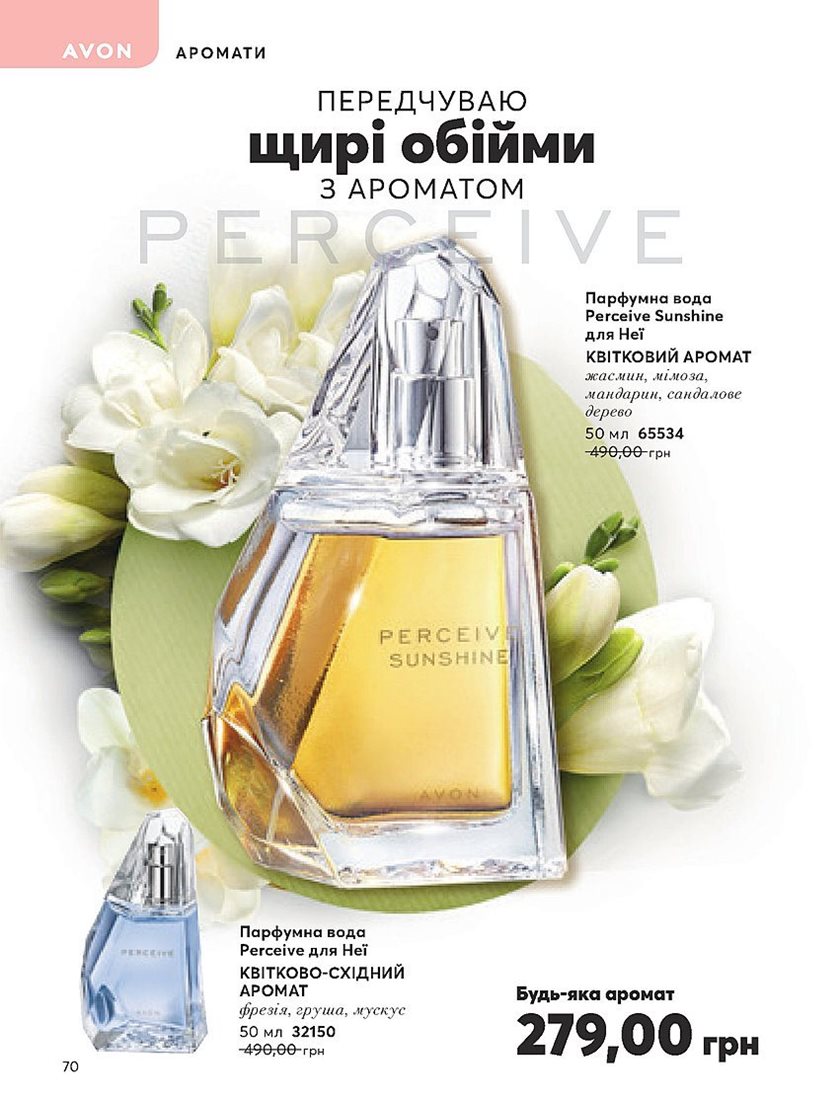 AVON
АРОМАТИ
ПЕРЕДЧУВАЮ
щирі обійми
З АРОМАТОМ
PERCEIVE
Парфумна вода
Perceive Sunshine
для Неї
КВІТКОВИЙ АРОМАТ
жасмин, мімоза,
мандарин, сандалове
дерево
50 мл 65534
490,00 грн
PERCEIVE
SUNSHINE
AVON
PERCEIVE
AVON
Парфумна вода
Perceive для Неї
КВІТКОВО-СХІДНИЙ
АРОМАТ
фрезія, груша, мускус
50 мл 32150
490,00 грн
Будь-яка аромат
279,00 грн
70